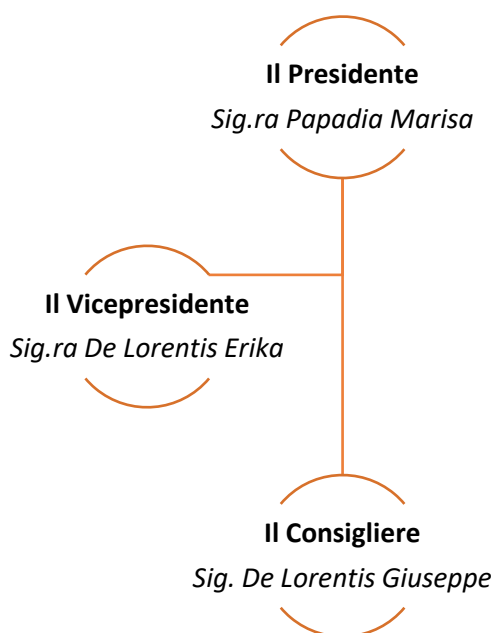 Il Presidente
Sig.ra Papadia Marisa
Il Vicepresidente
Sig.ra De Lorentis Erika
Il Consigliere
Sig. De Lorentis Giuseppe